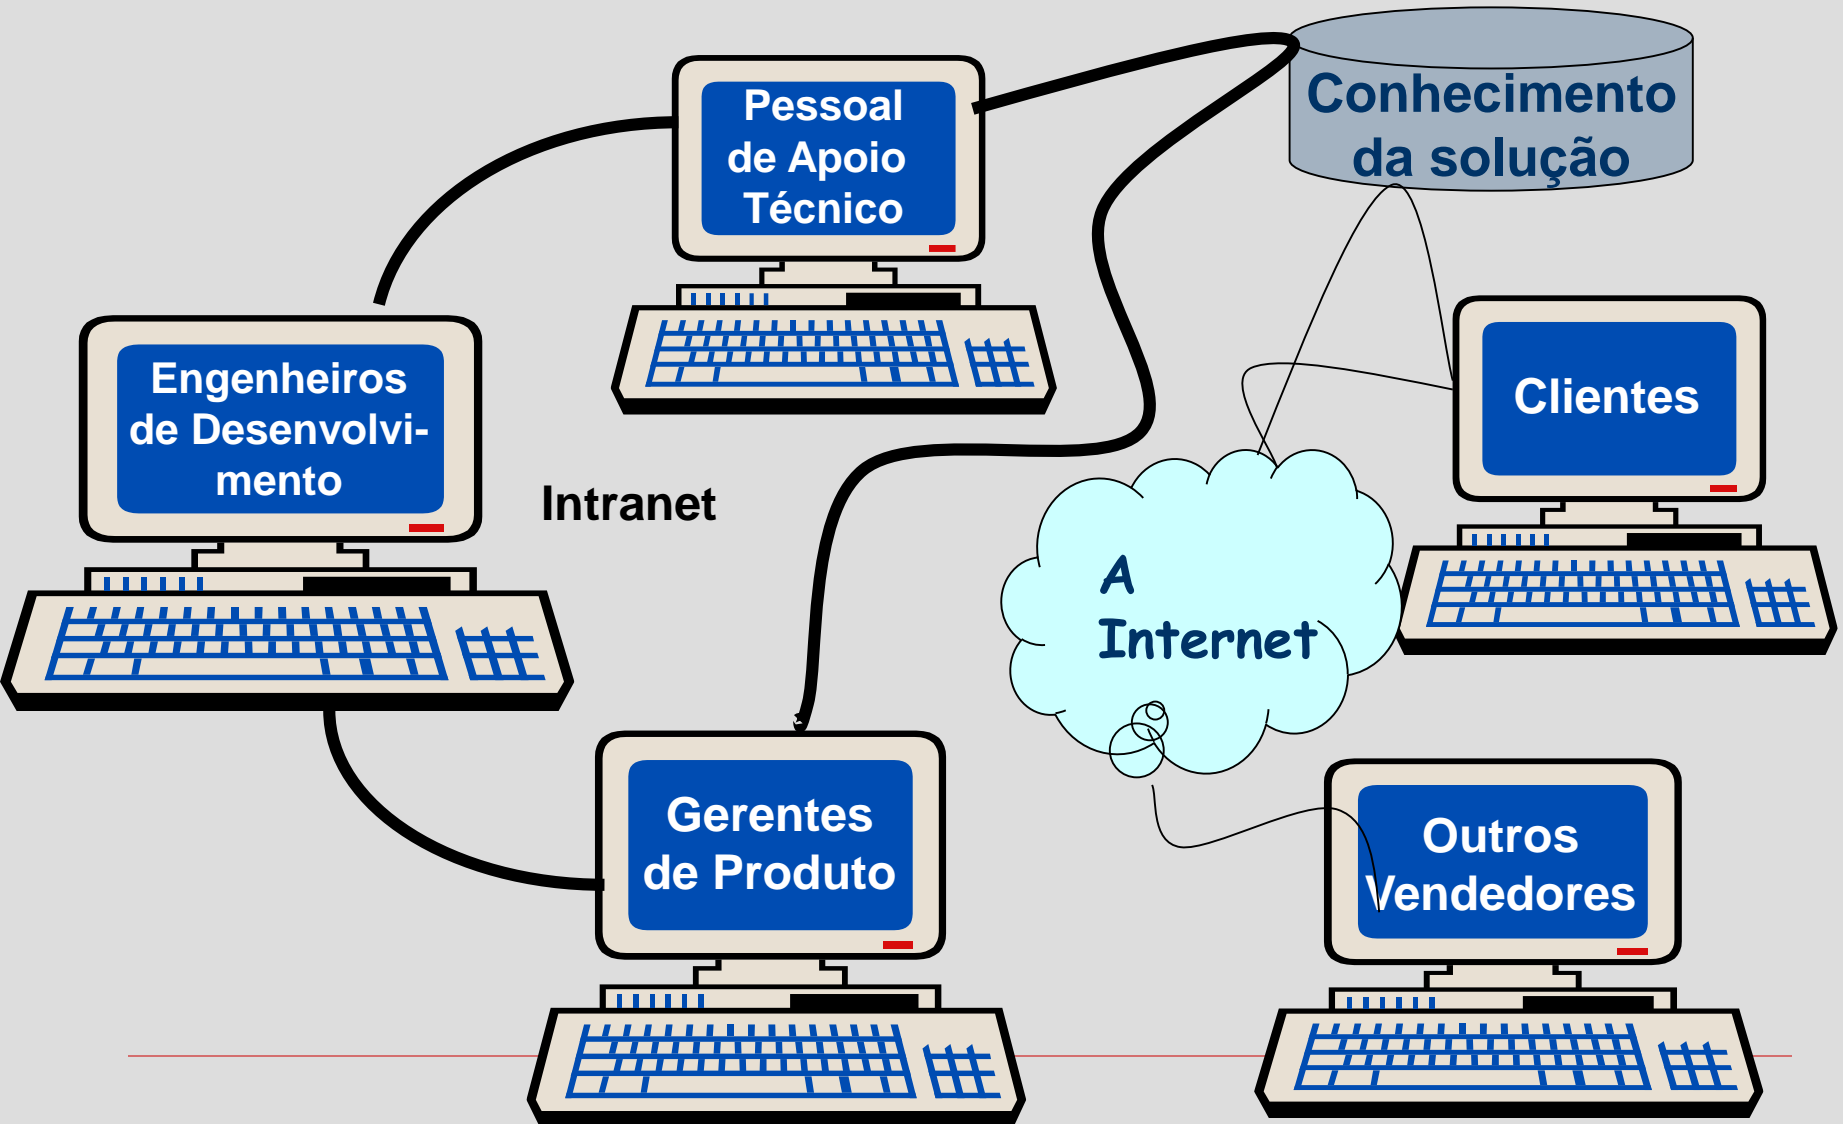 Pessoal
de Apoio
Técnico
Conhecimento
da solução
Engenheiros
de Desenvolvi-
mento
Clientes
Intranet
A
Internet
Gerentes
de Produto
Outros
Vendedores